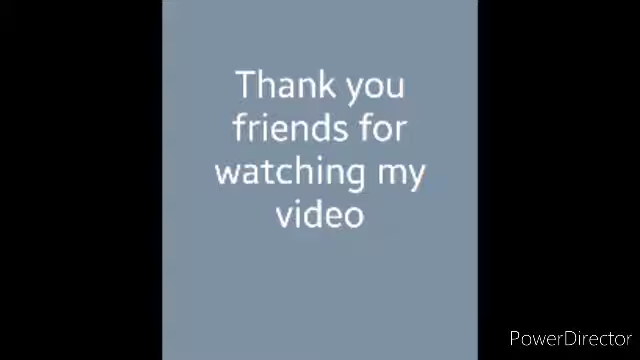 Thank you
friends for
watching my
video
PowerDirector